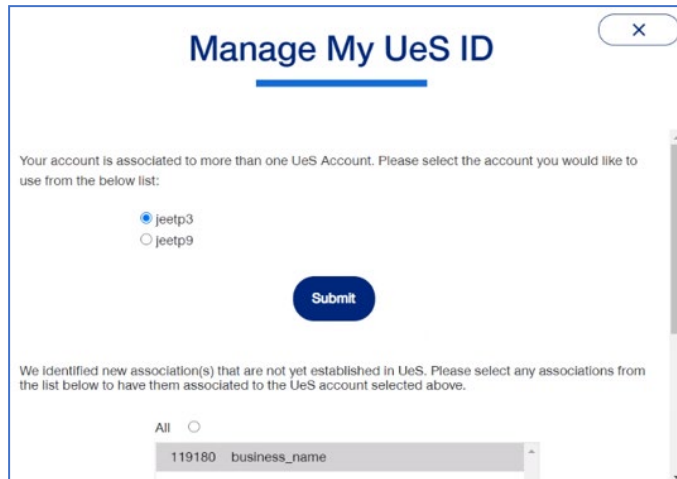 Manage My UeS ID
Your account is associated to more than one UeS Account. Please select the account you would like to
use from the below list:
jeetp3
jeetp9
Submit
We identified new association(s) that are not yet established in UeS. Please select any associations from
the list below to have them associated to the UeS account selected above.
All
119180 business_name